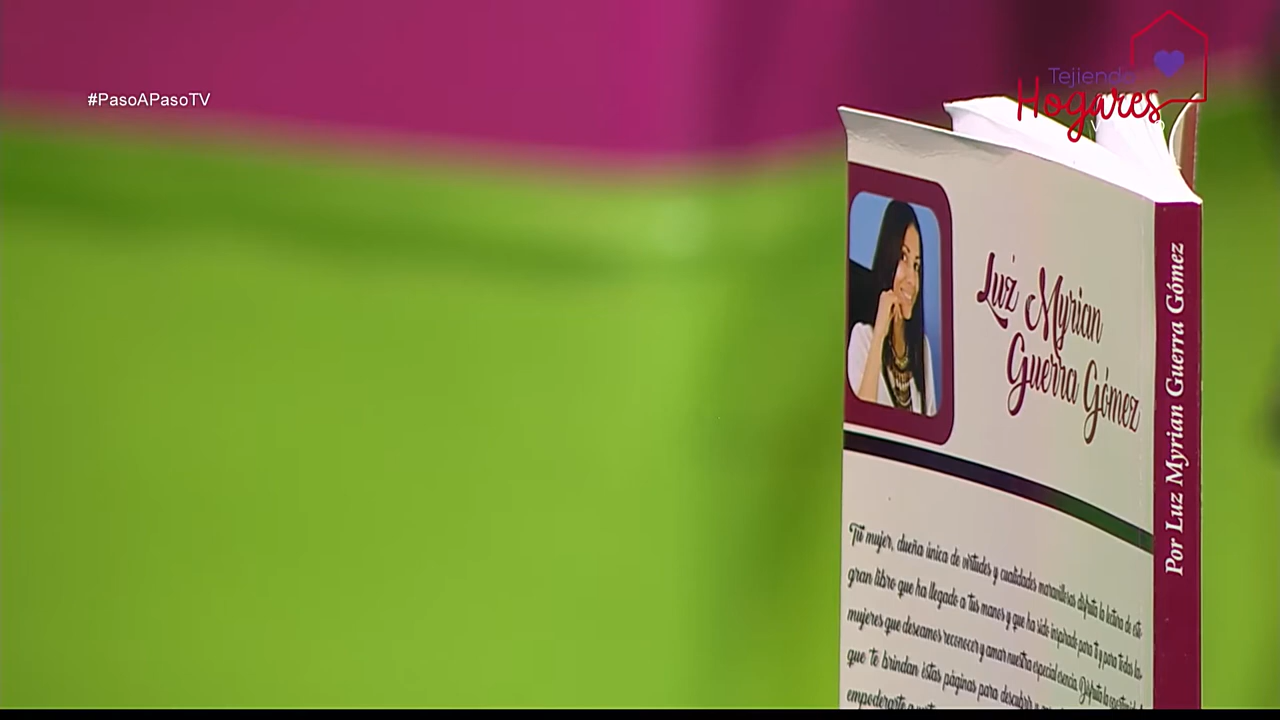 #PasoAPasoTV
Tejiendo
Hogares
Luz Myrian
Guerra Gómez
Por Luz Myrian Guerra Gómez
Tú mujer, dueña única de virtudes y cualidades maravillosas disfruta la lectura de este
gran libro que ha llegado a tus manos y que ha sido inspirado para ti y para todas las
mujeres que deseamos reconocer y amar nuestra especial esencia. Disfruta la oportunidad
que te brindan éstas páginas para descubrir y
empoderarte